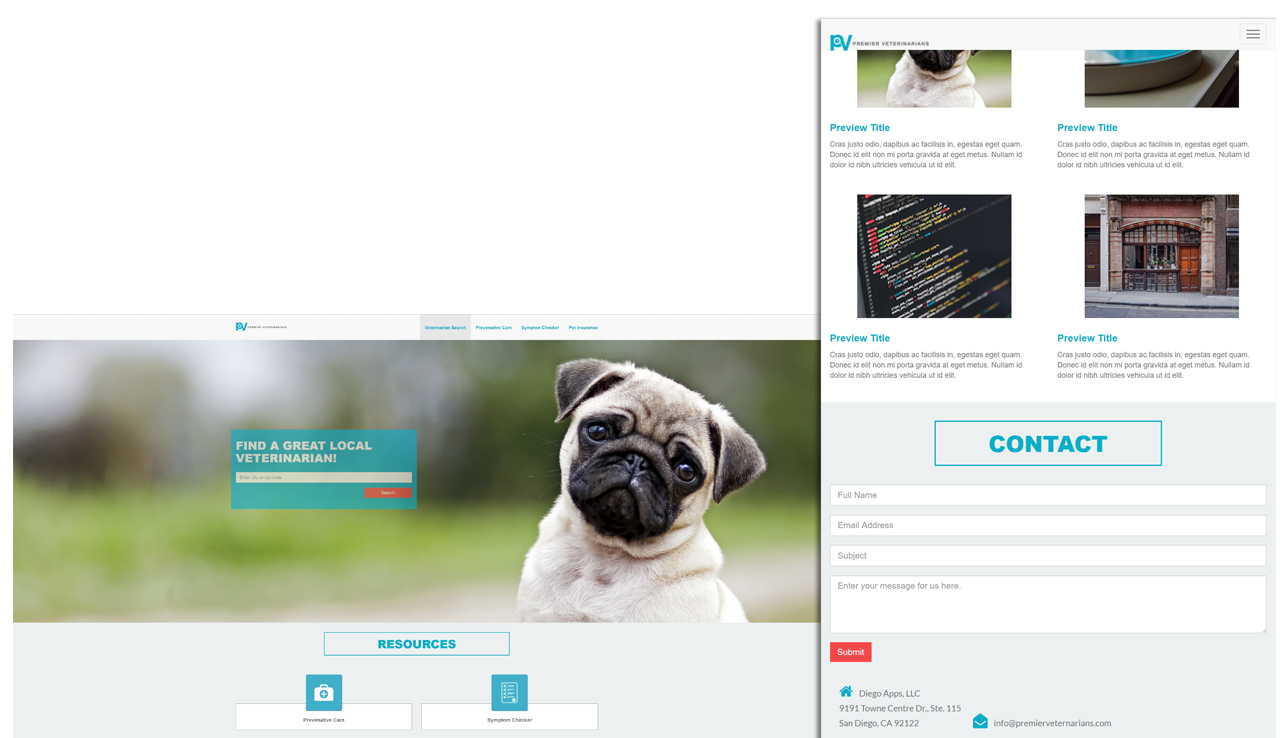 PV PREMIER VETERINARIANS
Veterinarian Search Prevenative Care Symptom Checker Pet Insurance
FIND A GREAT LOCAL
VETERINARIAN!
Enter city or zip code
Search
RESOURCES
Prevenative Care
Symptom Checker
PV PREMIER VETERINARIANS
Preview Title
Cras justo odio, dapibus ac facilisis in, egestas eget quam.
Donec id elit non mi porta gravida at eget metus. Nullam id
dolor id nibh ultricies vehicula ut id elit.
Preview Title
Cras justo odio, dapibus ac facilisis in, egestas eget quam.
Donec id elit non mi porta gravida at eget metus. Nullam id
dolor id nibh ultricies vehicula ut id elit.
Preview Title
Cras justo odio, dapibus ac facilisis in, egestas eget quam.
Donec id elit non mi porta gravida at eget metus. Nullam id
dolor id nibh ultricies vehicula ut id elit.
Preview Title
Cras justo odio, dapibus ac facilisis in, egestas eget quam.
Donec id elit non mi porta gravida at eget metus. Nullam id
dolor id nibh ultricies vehicula ut id elit.
CONTACT
Full Name
Email Address
Subject
Enter your message for us here.
Submit
Diego Apps, LLC
9191 Towne Centre Dr., Ste. 115
San Diego, CA 92122
info@premierveternarians.com